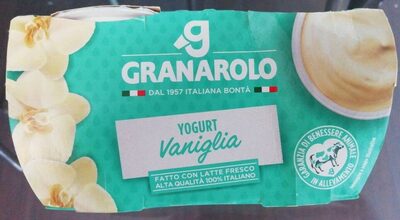 g
GRANAROLO
DAL 1957 ITALIANA BONTÀ
YOGURT
Vaniglia
FATTO CON LATTE FRESCO
ALTA QUALITÀ 100% ITALIANO
GARANZIA DI BENESSERE ANIMALE
IN ALLEVAMENTO